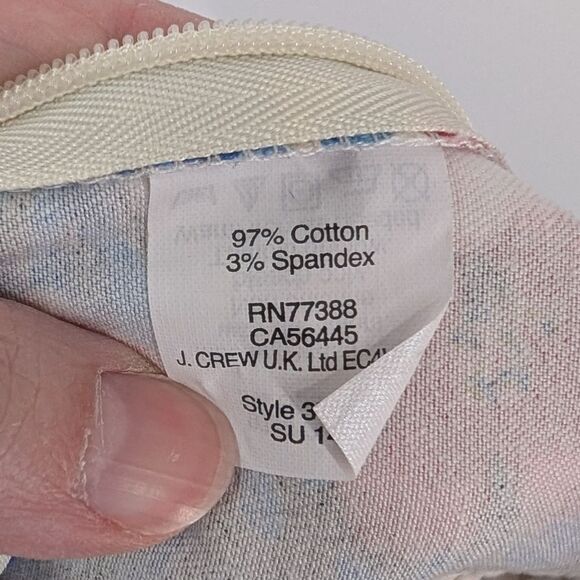 97% Cotton
3% Spandex
RN77388
CA56445
J. CREW U.K. Ltd
Style
SU